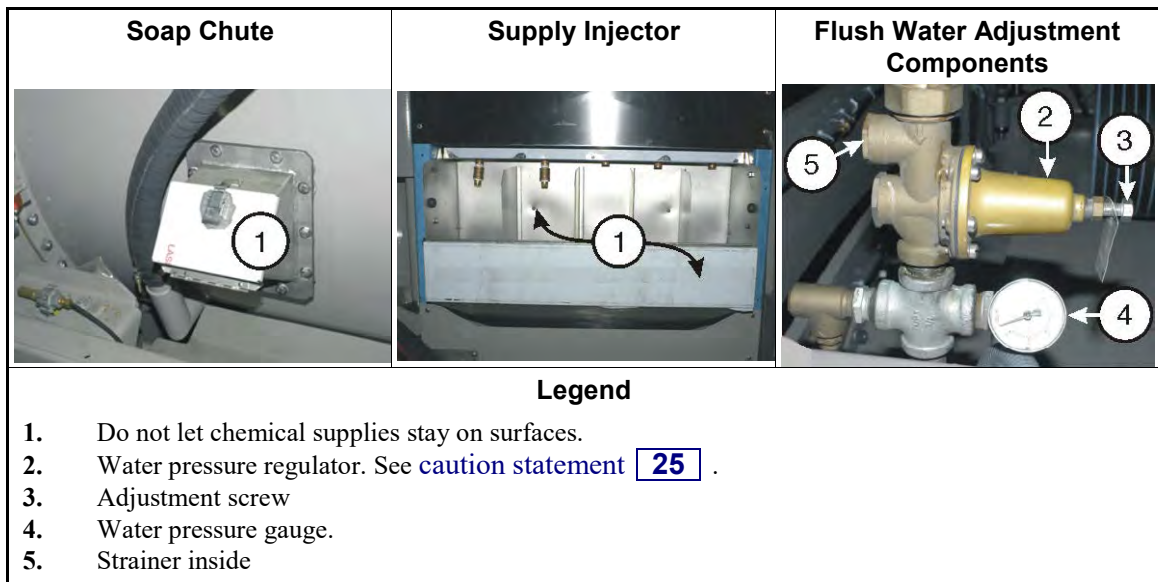 Soap Chute
Supply Injector
Flush Water Adjustment
Components
1
1
2
3
5
4
Legend
1. Do not let chemical supplies stay on surfaces.
2. Water pressure regulator. See caution statement 25 .
3. Adjustment screw
4. Water pressure gauge.
5. Strainer inside